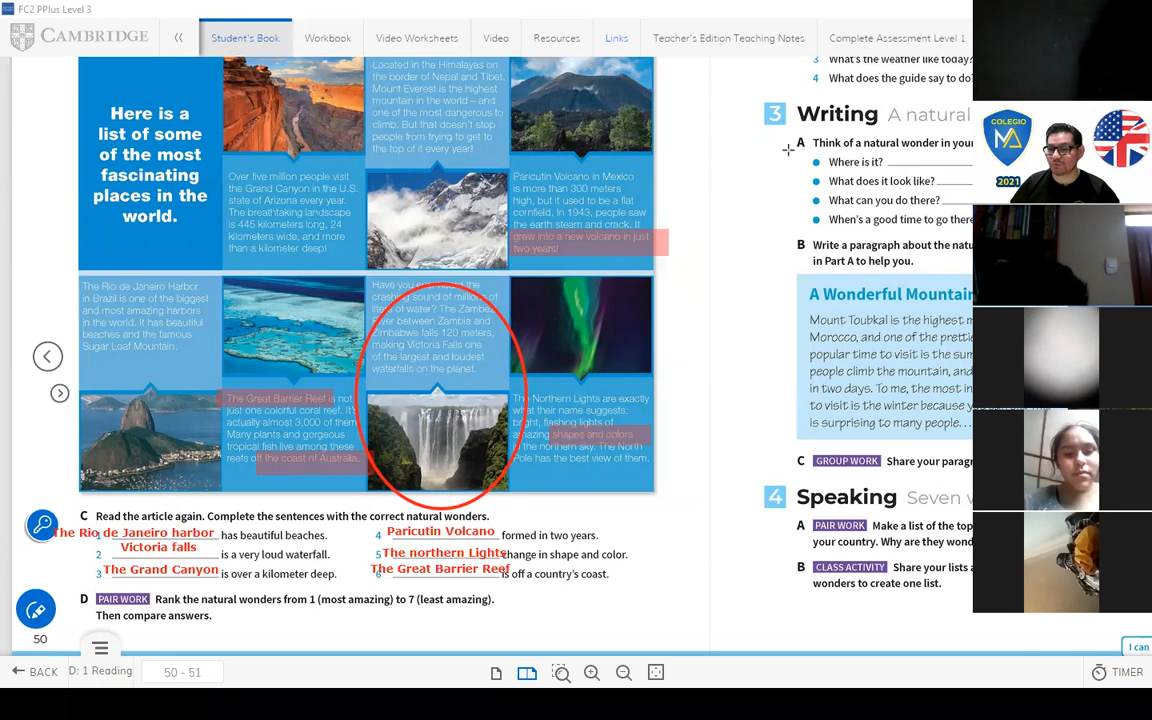 FC2 PPlus Level 3
CAMBRIDGE
Student's Book
Workbook
Video Worksheets
Video
Resources
Links
Teacher's Edition Teaching Notes
Complete Assessment Level 1
Here is a
list of some
of the most
fascinating
places in the
world.
Over five million people visit
the Grand Canyon in the U.S.
state of Arizona every year.
The breathtaking landscape
is 445 kilometers long, 24
kilometers wide, and more
than a kilometer deep!
Located in the Himalayas on
the border of Nepal and Tibet,
Mount Everest is the highest
mountain in the world – and
one of the most dangerous to
climb. But that doesn't stop
people from trying to get to
the top of it every year!
Paricutin Volcano in Mexico
is more than 300 meters
high, but it used to be a flat
cornfield. In 1943, people saw
the earth steam and crack. It
grew into a new volcano in just
two years!
The Rio de Janeiro Harbor
in Brazil is one of the biggest
and most amazing harbors
in the world. It has beautiful
beaches and the famous
Sugar Loaf Mountain.
The Great Barrier Reef is not
just one colorful coral reef. It's
actually almost 3,000 of them.
Many plants and gorgeous
tropical fish live among these
reefs off the coast of Australia.
Have you ever heard the
crashing sound of millions of
liters of water? The Zambezi
River between Zambia and
Zimbabwe falls 120 meters,
making Victoria Falls one
of the largest and loudest
waterfalls on the planet.
The Northern Lights are exactly
what their name suggests:
bright, flashing lights of
amazing shapes and colors
in the northern sky. The North
Pole has the best view of them.
C Read the article again. Complete the sentences with the correct natural wonders.
1 The Rio de Janeiro harbor has beautiful beaches.
2 Victoria falls is a very loud waterfall.
3 The Grand Canyon is over a kilometer deep.
4 Paricutin Volcano formed in two years.
5 The northern Lights change in shape and color.
6 The Great Barrier Reef is off a country's coast.
D PAIR WORK Rank the natural wonders from 1 (most amazing) to 7 (least amazing).
Then compare answers.
50
3 What's the weather like today?
4 What does the guide say to do?
3 Writing A natural
A Think of a natural wonder in your
Where is it?
What does it look like?
What can you do there?
When's a good time to go there
B Write a paragraph about the natu
in Part A to help you.
A Wonderful Mountain
Mount Toubkal is the highest m
Morocco, and one of the prettie
popular time to visit is the sum
people climb the mountain, and
in two days. To me, the most in
to visit is the winter because y
is surprising to many people. . .
C GROUP WORK Share your parag
4 Speaking Seven w
A PAIR WORK Make a list of the top
your country. Why are they wond
B CLASS ACTIVITY Share your lists a
wonders to create one list.
I can
COLEGIO
MA
2021
BACK
D: 1 Reading
50 - 51
TIMER